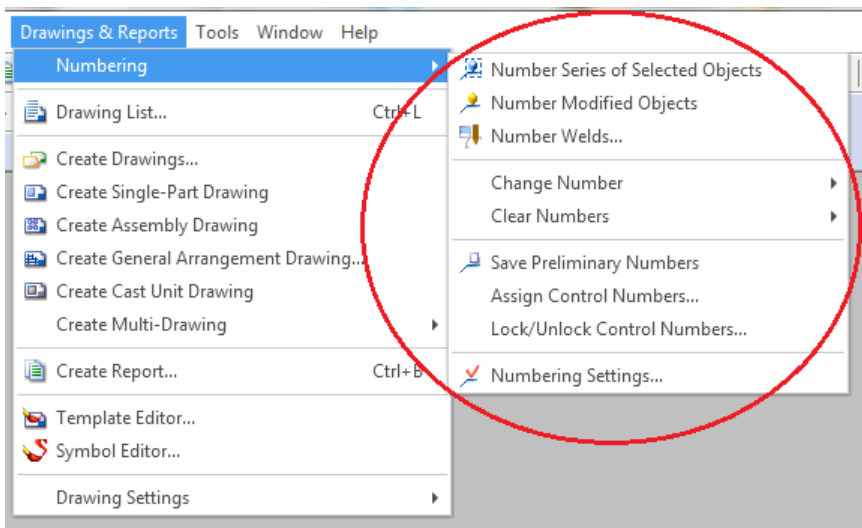 Drawings & Reports Tools Window Help
Numbering
Drawing List... Ctrl+L
Create Drawings...
Create Single-Part Drawing
Create Assembly Drawing
Create General Arrangement Drawing...
Create Cast Unit Drawing
Create Multi-Drawing
Create Report... Ctrl+B
Template Editor...
Symbol Editor...
Drawing Settings
Number Series of Selected Objects
Number Modified Objects
Number Welds...
Change Number
Clear Numbers
Save Preliminary Numbers
Assign Control Numbers...
Lock/Unlock Control Numbers...
Numbering Settings...